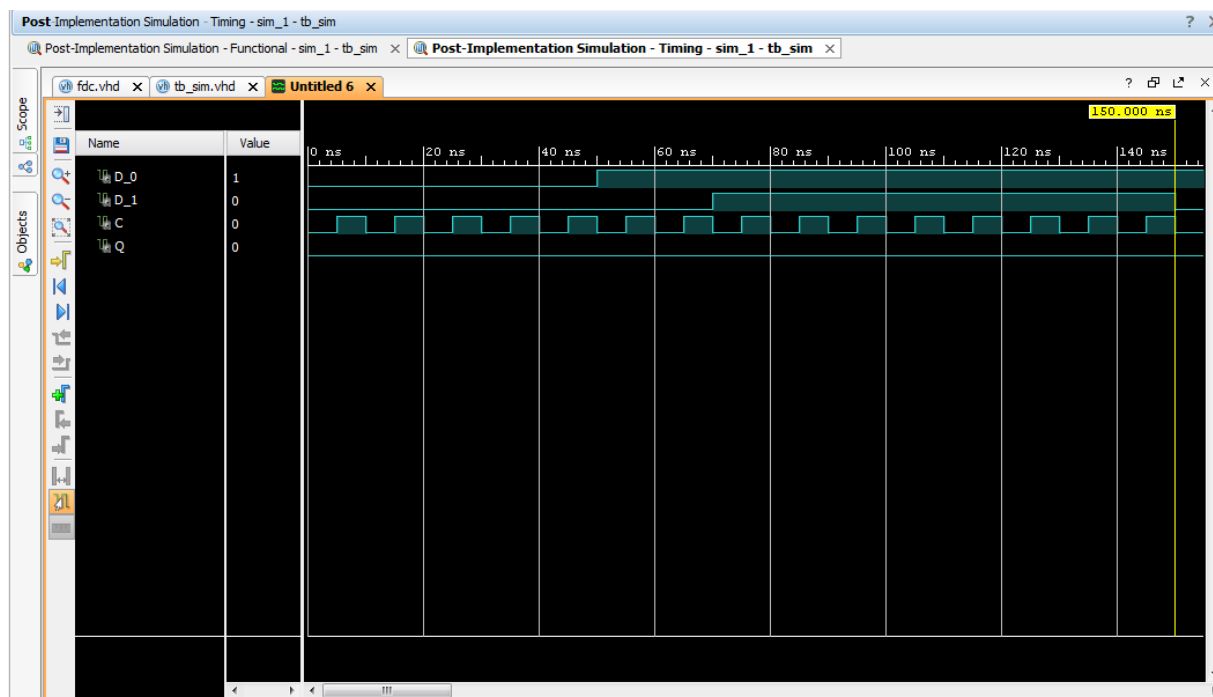 Post-Implementation Simulation - Timing - sim_1 - tb_sim
Post-Implementation Simulation - Functional - sim_1 - tb_sim
Post-Implementation Simulation - Timing - sim_1 - tb_sim
fdc.vhd
tb_sim.vhd
Untitled 6
Scope
Objects
150.000 ns
Name Value
0 ns 20 ns 40 ns 60 ns 80 ns 100 ns 120 ns 140 ns
D_0 1
D_1 0
C 0
Q 0